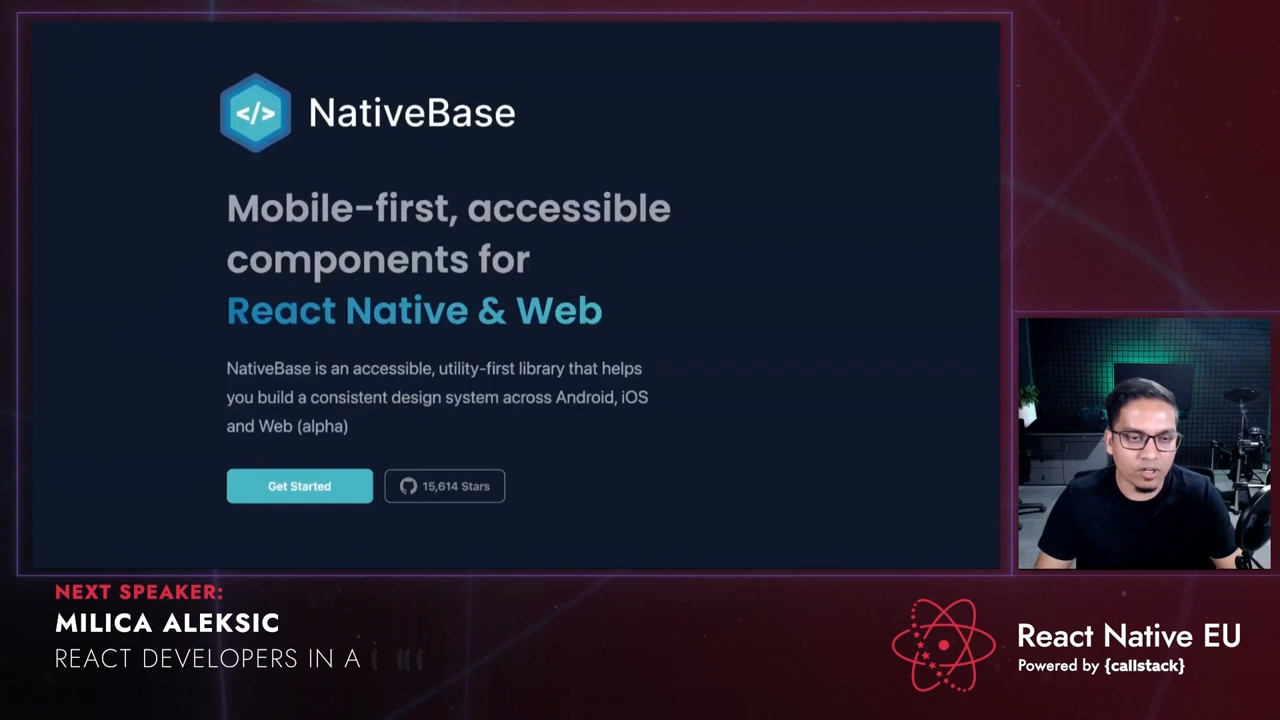 </>
NativeBase
Mobile-first, accessible
components for
React Native & Web
NativeBase is an accessible, utility-first library that helps
you build a consistent design system across Android, iOS
and Web (alpha)
Get Started
15,614 Stars
NEXT SPEAKER:
MILICA ALEKSIC
REACT DEVELOPERS IN A
React Native EU
Powered by {callstack}